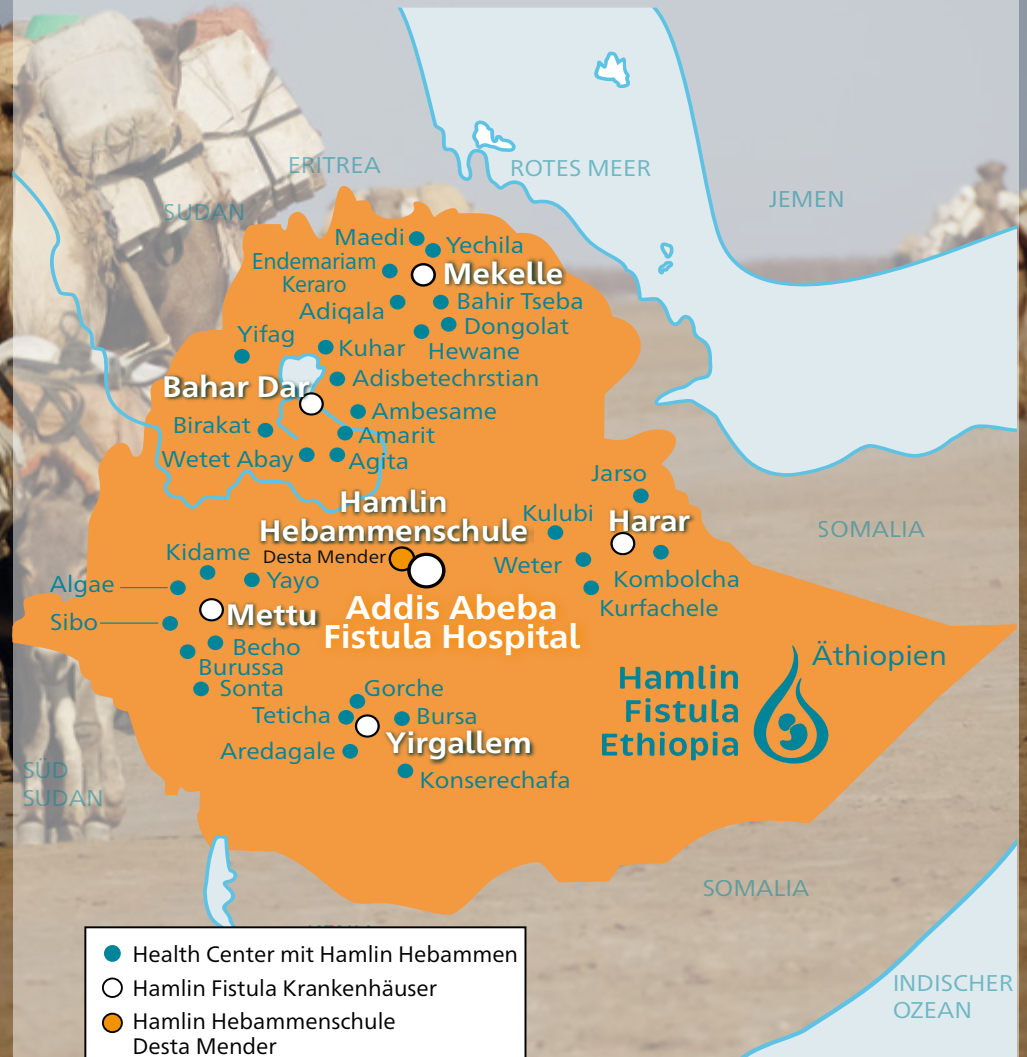 ERITREA
ROTES MEER
JEMEN
SUDAN
Maedi
Yechila
Endemariam
Keraro
Mekelle
Adiqala
Bahir Tseba
Dongolat
Yifag
Kuhar
Hewane
Bahar Dar
Adisbetechrstian
Ambesame
Birakat
Amarit
Wetet Abay
Agita
Jarso
Hamlin
Hebammenschule
Kulubi
Harar
SOMALIA
Desta Mender
Kidame
Weter
Algae
Yayo
Kombolcha
Kurfachele
Sibo
Mettu
Addis Abeba
Fistula Hospital
Becho
Burussa
Sonta
Äthiopien
Hamlin
Fistula
Ethiopia
Gorche
Teticha
Bursa
Yirgallem
Aredagale
Konserechafa
SÜD
SUDAN
SOMALIA
Health Center mit Hamlin Hebammen
Hamlin Fistula Krankenhäuser
Hamlin Hebammenschule
Desta Mender
INDISCHER
OZEAN